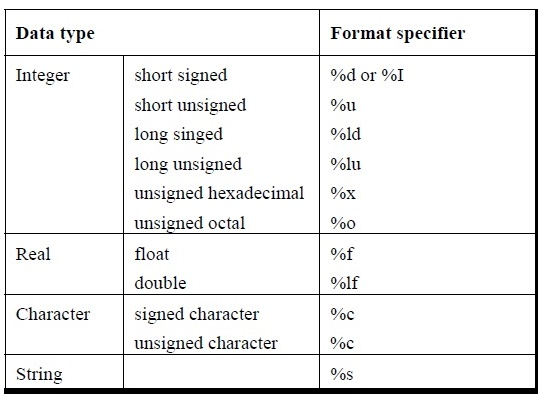 Data type Format specifier
Integer short signed %d or %I
short unsigned %u
long singed %ld
long unsigned %lu
unsigned hexadecimal %x
unsigned octal %o
Real float %f
double %lf
Character signed character %c
unsigned character %c
String %s